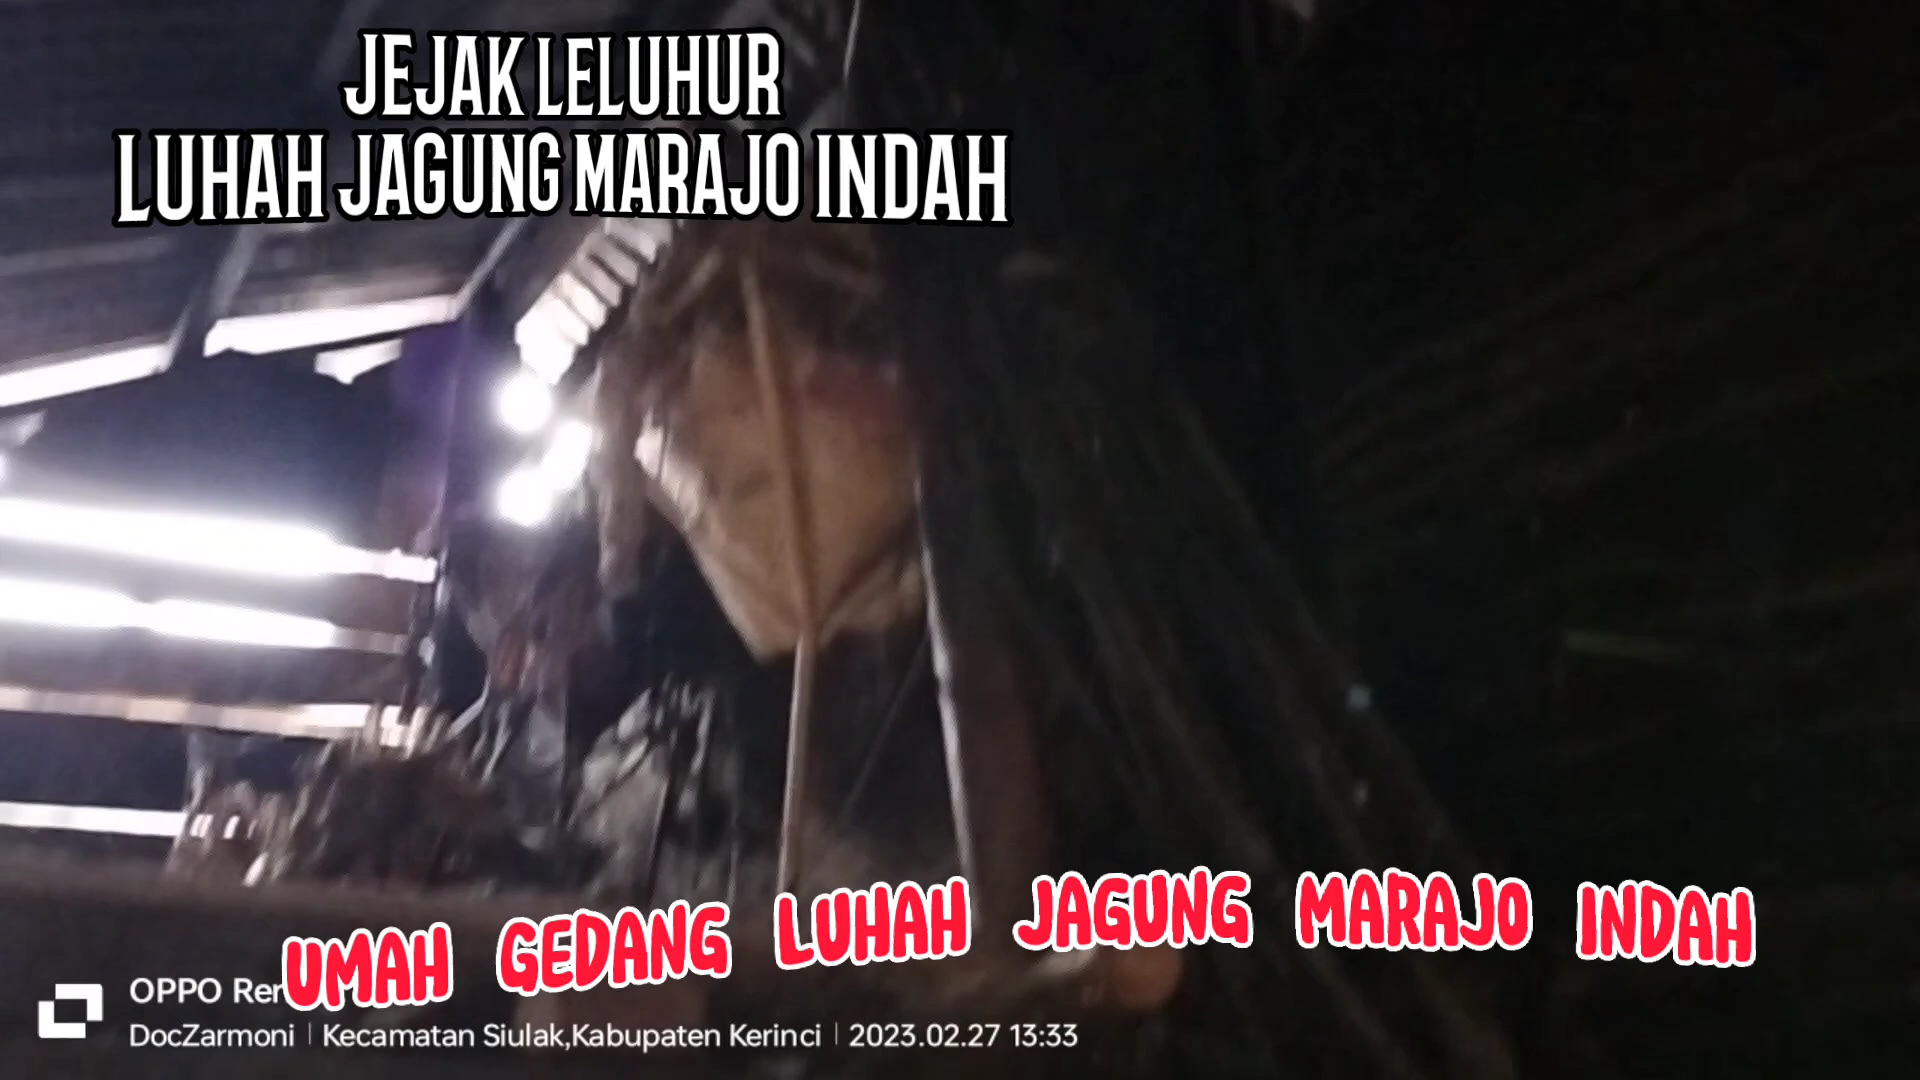 JEJAK LELUHUR
LUHAH JAGUNG MARAJO INDAH
UMAH GEDANG LUHAH JAGUNG MARAJO INDAH
OPPO
DocZarmoni | Kecamatan Siulak,Kabupaten Kerinci | 2023.02.27 13:33